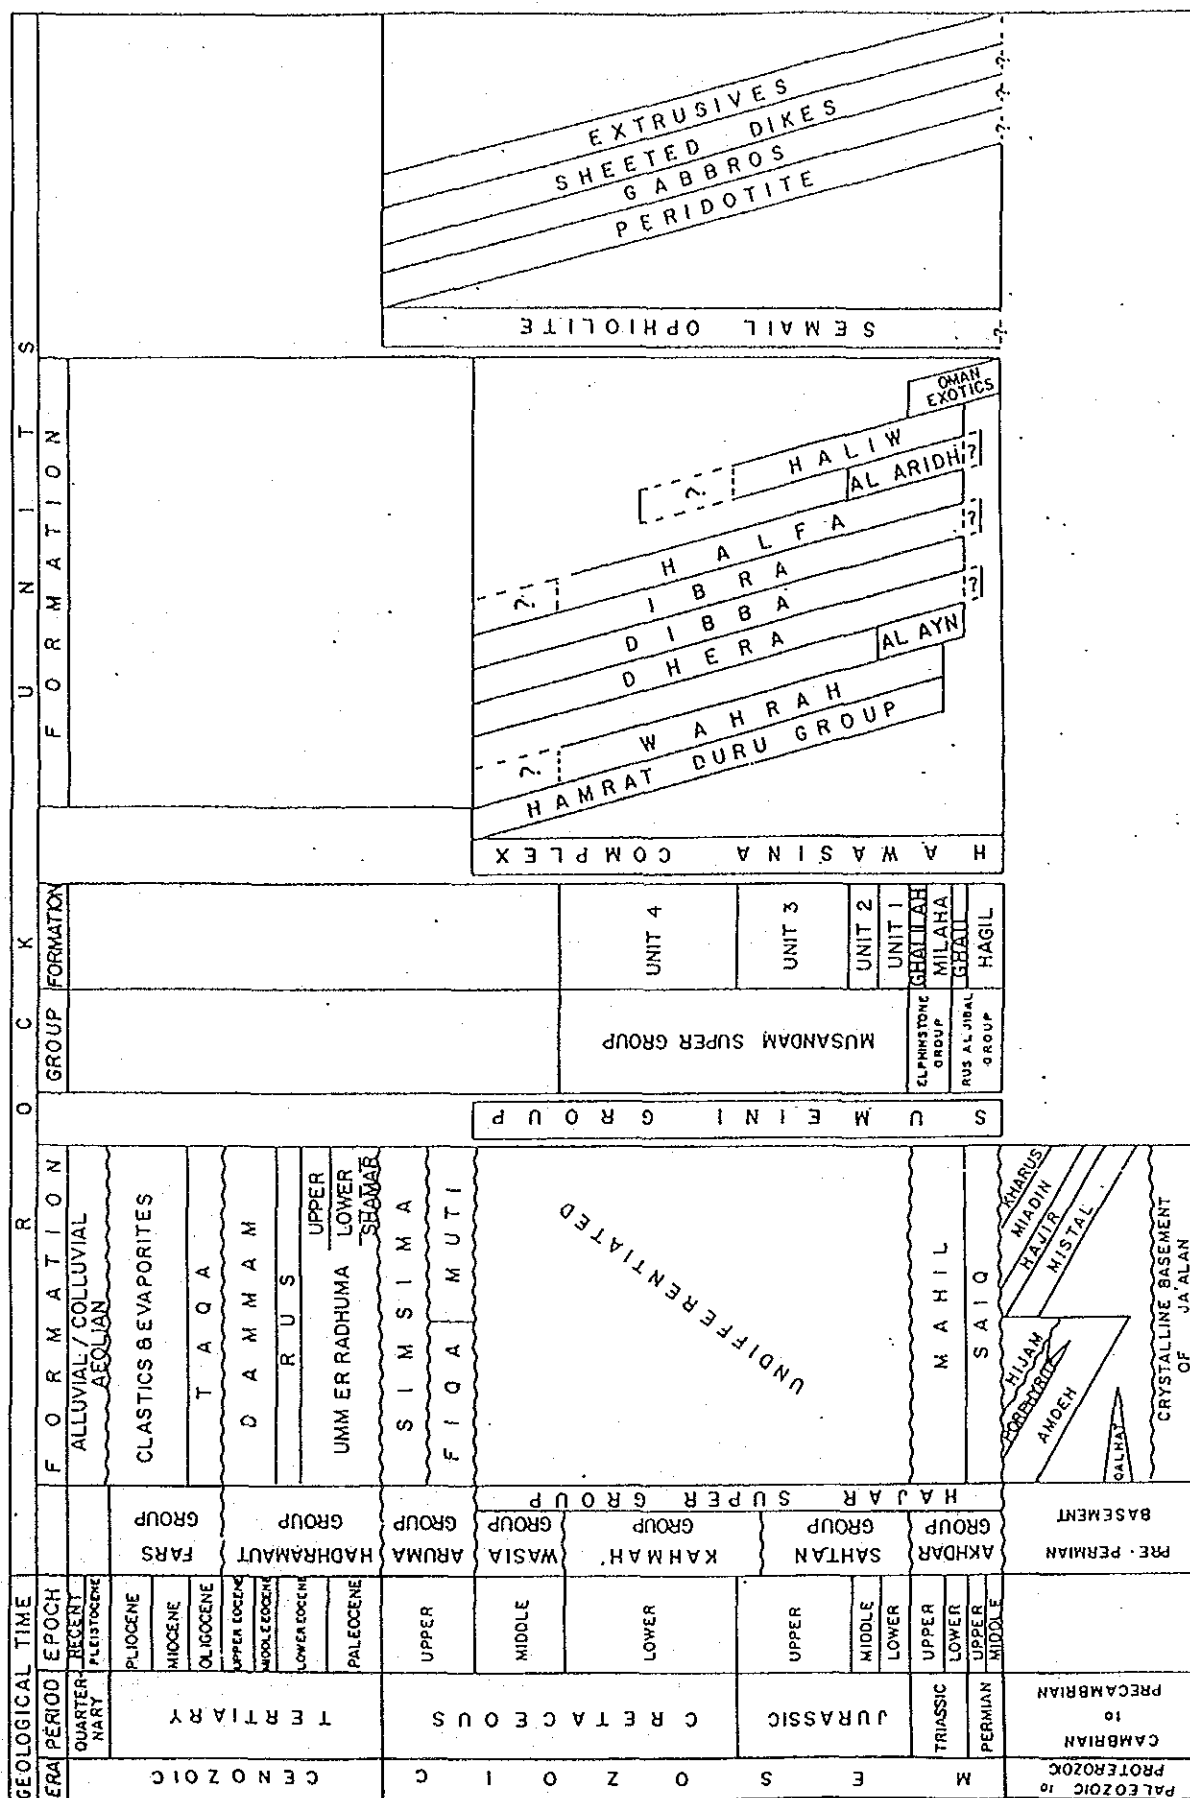 GEOLOGICAL TIME
ROCK UNITS
ERA
PERIOD
EPOCH
FORMATION
GROUP
FORMATION
FORMATION
CENOZOIC
MESOZOIC
PALEOZOIC to
PROTEROZOIC
QUARTER-
NARY
TERTIARY
CRETACEOUS
JURASSIC
TRIASSIC
PERMIAN
CAMBRIAN
to
PRECAMBRIAN
RECENT
PLEISTOCENE
PLIOCENE
MIOCENE
OLIGOCENE
UPPER EOCENE
MIDDLE EOCENE
LOWER EOCENE
PALEOCENE
UPPER
MIDDLE
LOWER
UPPER
MIDDLE
LOWER
UPPER
LOWER
UPPER
MIDDLE
FARS
GROUP
HADHRAMAUT
GROUP
ARUMA
GROUP
WASIA
GROUP
KAHMAH'
GROUP
SAHTAN
GROUP
AKHDAR
GROUP
HAJAR SUPER GROUP
PRE-PERMIAN
BASEMENT
ALLUVIAL / COLLUVIAL
AEOLIAN
CLASTICS & EVAPORITES
TAQA
DAMMAM
RUS
UMM ER RADHUMA
UPPER
LOWER
SHAMAR
SIMSIMA
FIQA
MUTI
UNDIFFERENTIATED
MAHIL
SAIQ
HIJAM
PORPHYRITE
AMDEH
QALHAT
KHARUS
MIADIN
HAJIR
MISTAL
CRYSTALLINE BASEMENT
OF JA'ALAN
SUMEINI GROUP
MUSANDAM SUPER GROUP
ELPHINSTONE
GROUP
RUS AL JIBAL
GROUP
UNIT 4
UNIT 3
UNIT 2
UNIT 1
GHALILAH
MILAHA
GHAIL
HAGIL
HAWASINA COMPLEX
HAMRAT DURU GROUP
?
WAHRAH
AL AYN
DHERA
?
DIBBA
IBRA
?
?
HALFA
AL ARIDH
?
?
HALIW
OMAN
EXOTICS
SEMAIL OPHIOLITE
PERIDOTITE
GABBROS
SHEETED DIKES
EXTRUSIVES
?
?
?
?
?